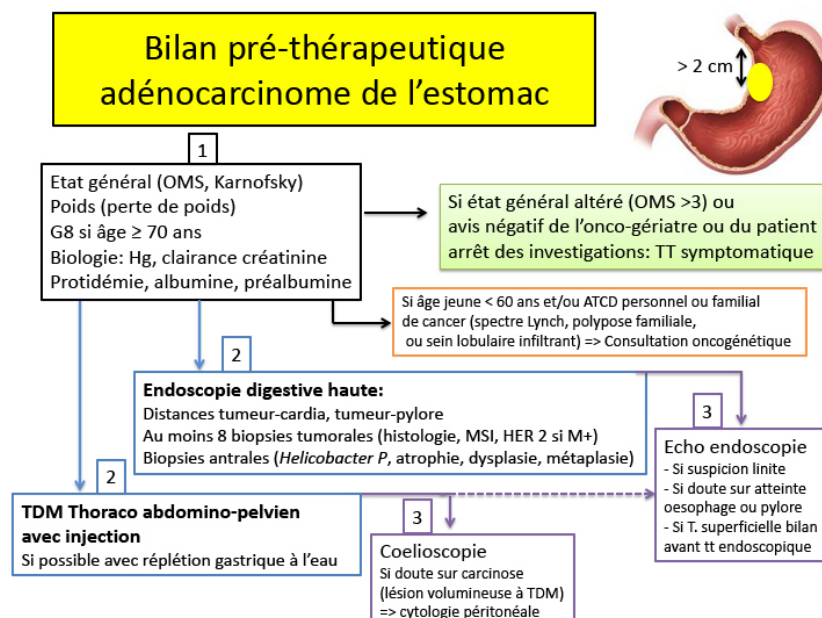 Bilan pré-thérapeutique
adénocarcinome de l'estomac
> 2 cm
1
Etat général (OMS, Karnofsky)
Poids (perte de poids)
G8 si âge ≥ 70 ans
Biologie: Hg, clairance créatinine
Protidémie, albumine, préalbumine
Si état général altéré (OMS >3) ou
avis négatif de l'onco-gériatre ou du patient
arrêt des investigations: TT symptomatique
Si âge jeune < 60 ans et/ou ATCD personnel ou familial
de cancer (spectre Lynch, polypose familiale,
ou sein lobulaire infiltrant) => Consultation oncogénétique
2
Endoscopie digestive haute:
Distances tumeur-cardia, tumeur-pylore
Au moins 8 biopsies tumorales (histologie, MSI, HER 2 si M+)
Biopsies antrales (Helicobacter P, atrophie, dysplasie, métaplasie)
3
Echo endoscopie
- Si suspicion linite
- Si doute sur atteinte
oesophage ou pylore
- Si T. superficielle bilan
avant tt endoscopique
2
TDM Thoraco abdomino-pelvien
avec injection
Si possible avec réplétion gastrique à l'eau
3
Coelioscopie
Si doute sur carcinose
(lésion volumineuse à TDM)
=> cytologie péritonéale